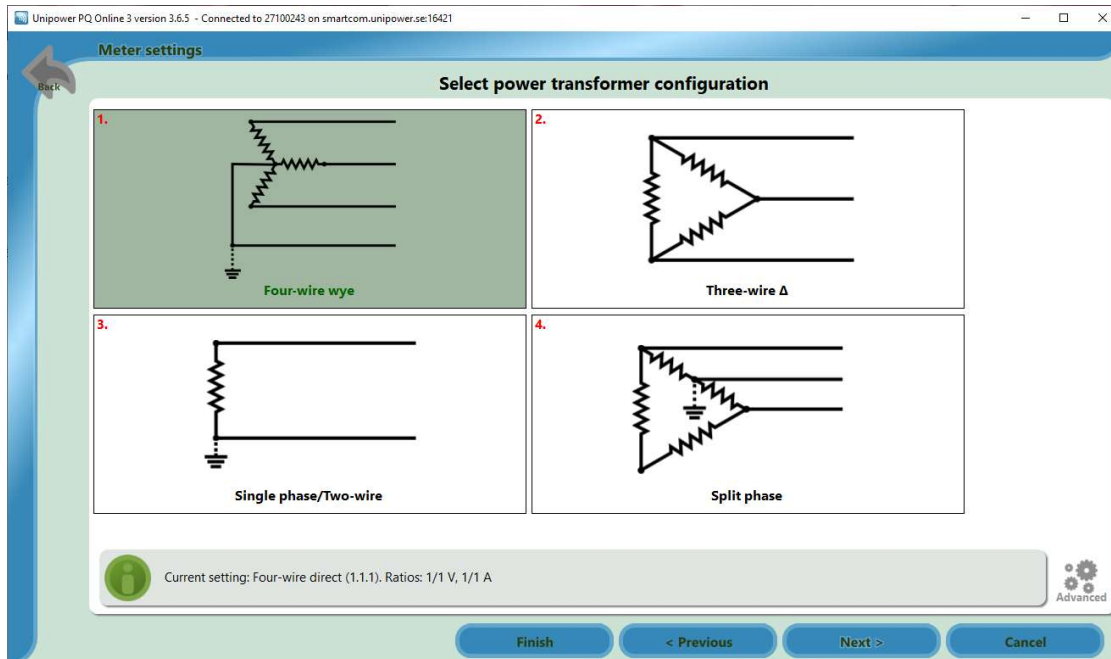 Unipower PQ Online 3 version 3.6.5 - Connected to 27100243 on smartcom.unipower.se:16421
Meter settings
Back
Select power transformer configuration
1.
Four-wire wye
2.
Three-wire Δ
3.
Single phase/Two-wire
4.
Split phase
Current setting: Four-wire direct (1.1.1). Ratios: 1/1 V, 1/1 A
Advanced
Finish
< Previous
Next >
Cancel